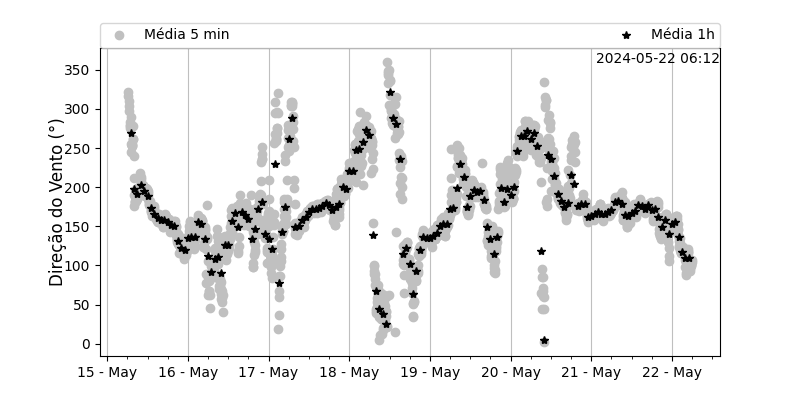 Média 5 min
Média 1h
2024-05-22 06:12
Direção do Vento (°)
350
300
250
200
150
100
50
0
15 - May
16 - May
17 - May
18 - May
19 - May
20 - May
21 - May
22 - May